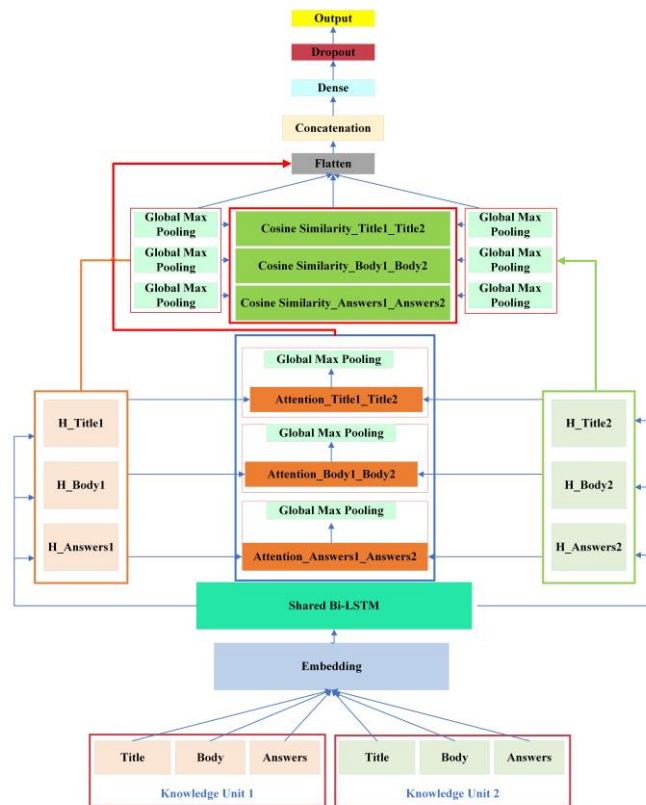 Output
Dropout
Dense
Concatenation
Flatten
Global Max
Pooling
Cosine Similarity_Title1_Title2
Global Max
Pooling
Global Max
Pooling
Cosine Similarity_Body1_Body2
Global Max
Pooling
Global Max
Pooling
Cosine Similarity_Answers1_Answers2
Global Max
Pooling
Global Max Pooling
Attention_Title1_Title2
Global Max Pooling
Attention_Body1_Body2
Global Max Pooling
Attention_Answers1_Answers2
H_Title1
H_Body1
H_Answers1
H_Title2
H_Body2
H_Answers2
Shared Bi-LSTM
Embedding
Title Body Answers
Knowledge Unit 1
Title Body Answers
Knowledge Unit 2